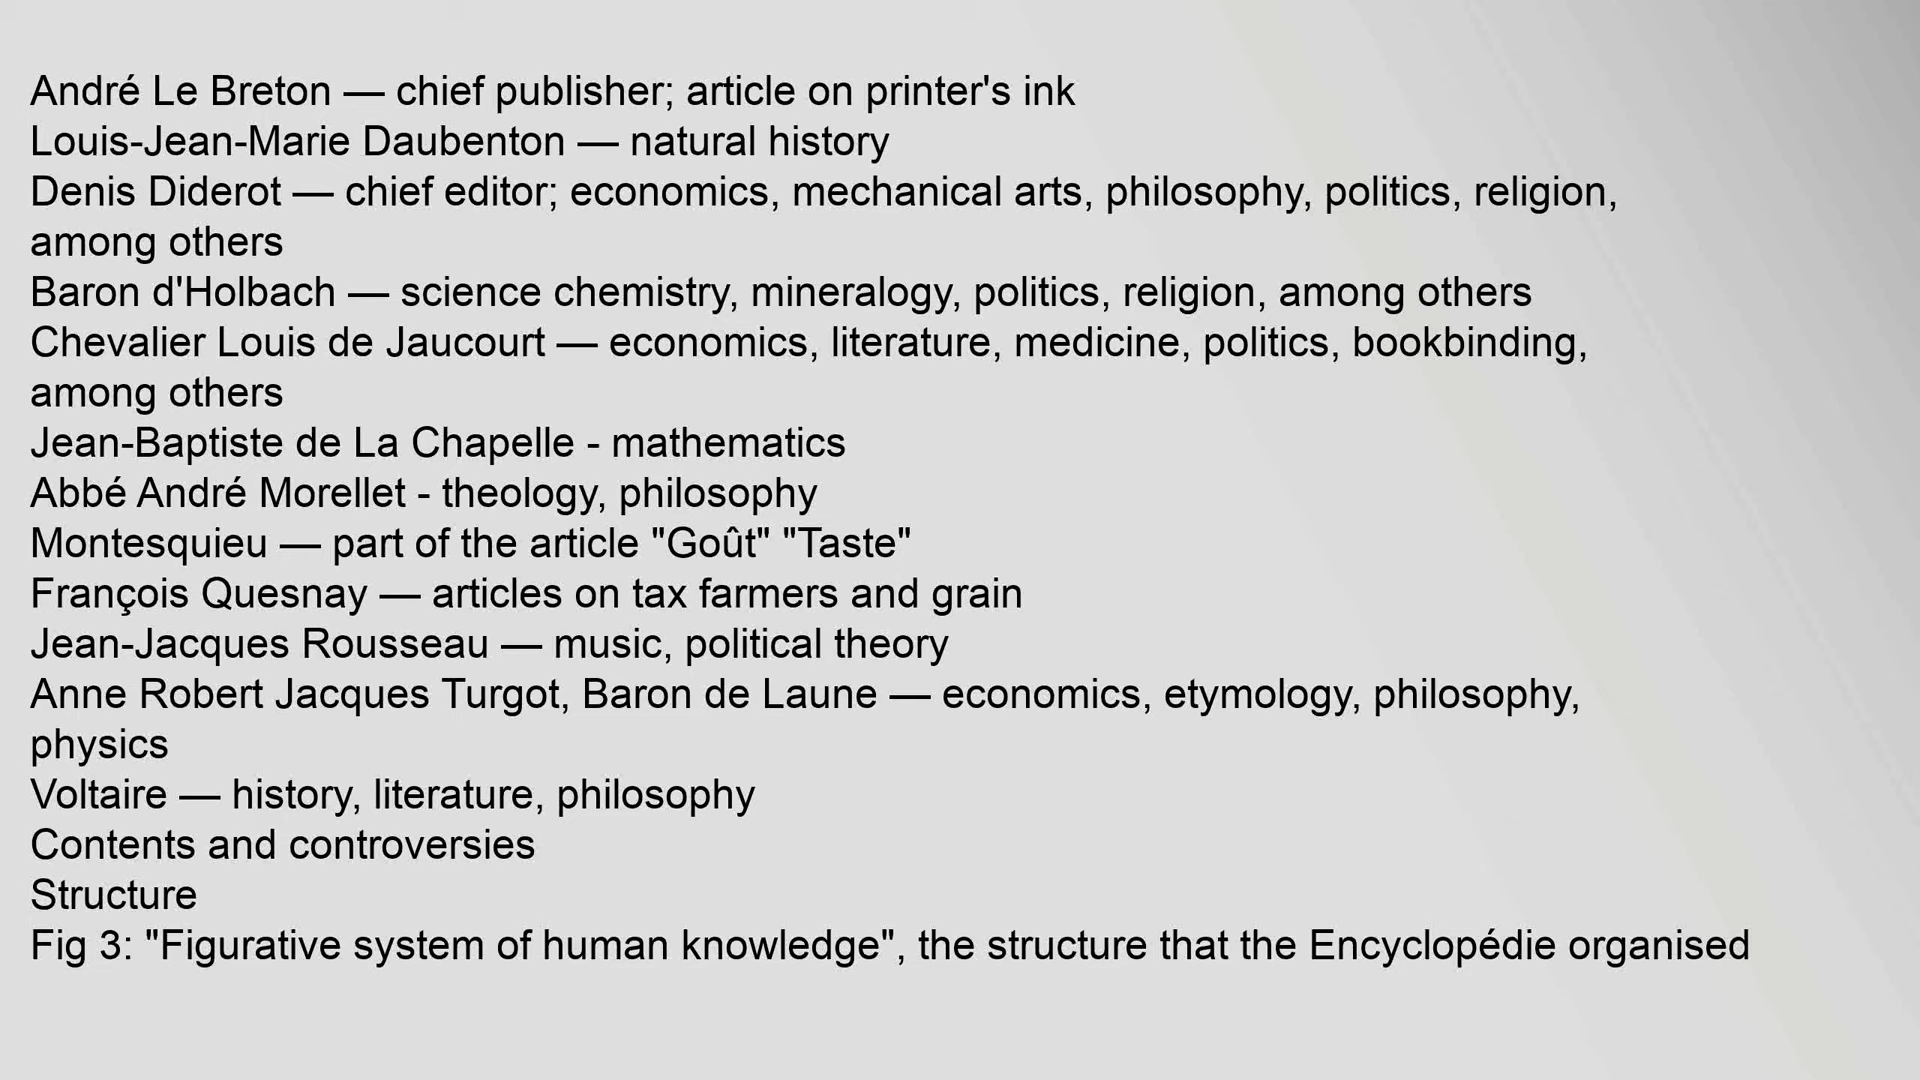 André Le Breton — chief publisher; article on printer's ink
Louis-Jean-Marie Daubenton — natural history
Denis Diderot — chief editor; economics, mechanical arts, philosophy, politics, religion,
among others
Baron d'Holbach — science chemistry, mineralogy, politics, religion, among others
Chevalier Louis de Jaucourt — economics, literature, medicine, politics, bookbinding,
among others
Jean-Baptiste de La Chapelle - mathematics
Abbé André Morellet - theology, philosophy
Montesquieu — part of the article "Goût" "Taste"
François Quesnay — articles on tax farmers and grain
Jean-Jacques Rousseau — music, political theory
Anne Robert Jacques Turgot, Baron de Laune — economics, etymology, philosophy,
physics
Voltaire — history, literature, philosophy
Contents and controversies
Structure
Fig 3: "Figurative system of human knowledge", the structure that the Encyclopédie organised